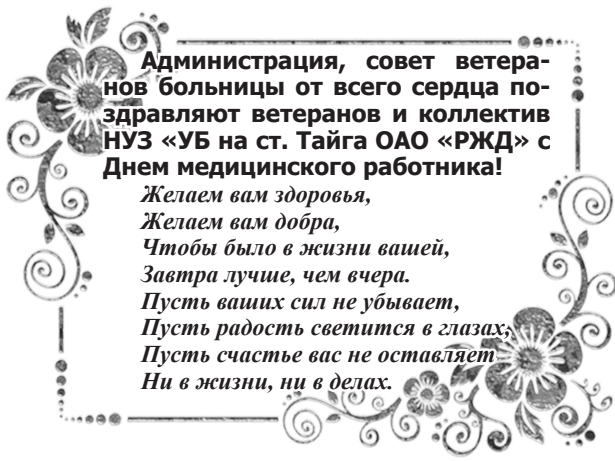 Администрация, совет ветера-
нов больницы от всего сердца по-
здравляют ветеранов и коллектив
НУЗ «УБ на ст. Тайга ОАО «РЖД» с
Днем медицинского работника!
Желаем вам здоровья,
Желаем вам добра,
Чтобы было в жизни вашей,
Завтра лучше, чем вчера.
Пусть ваших сил не убывает,
Пусть радость светится в глазах,
Пусть счастье вас не оставляет
Ни в жизни, ни в делах.